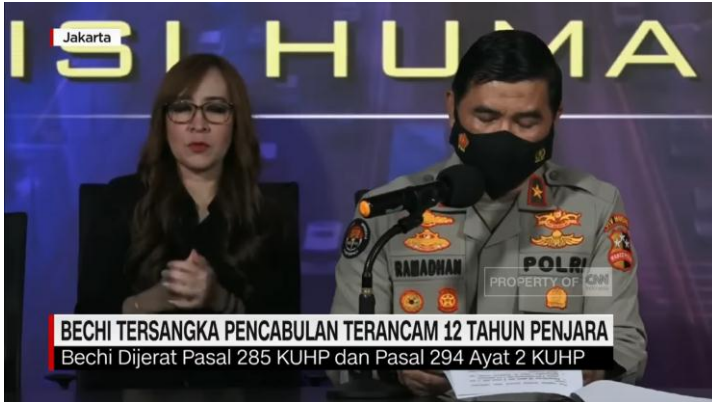 Jakarta
ISI HUMA
RAMADHAN
POLRI
PROPERTY OF CNN
BECHI TERSANGKA PENCABULAN TERANCAM 12 TAHUN PENJARA
Bechi Dijerat Pasal 285 KUHP dan Pasal 294 Ayat 2 KUHP